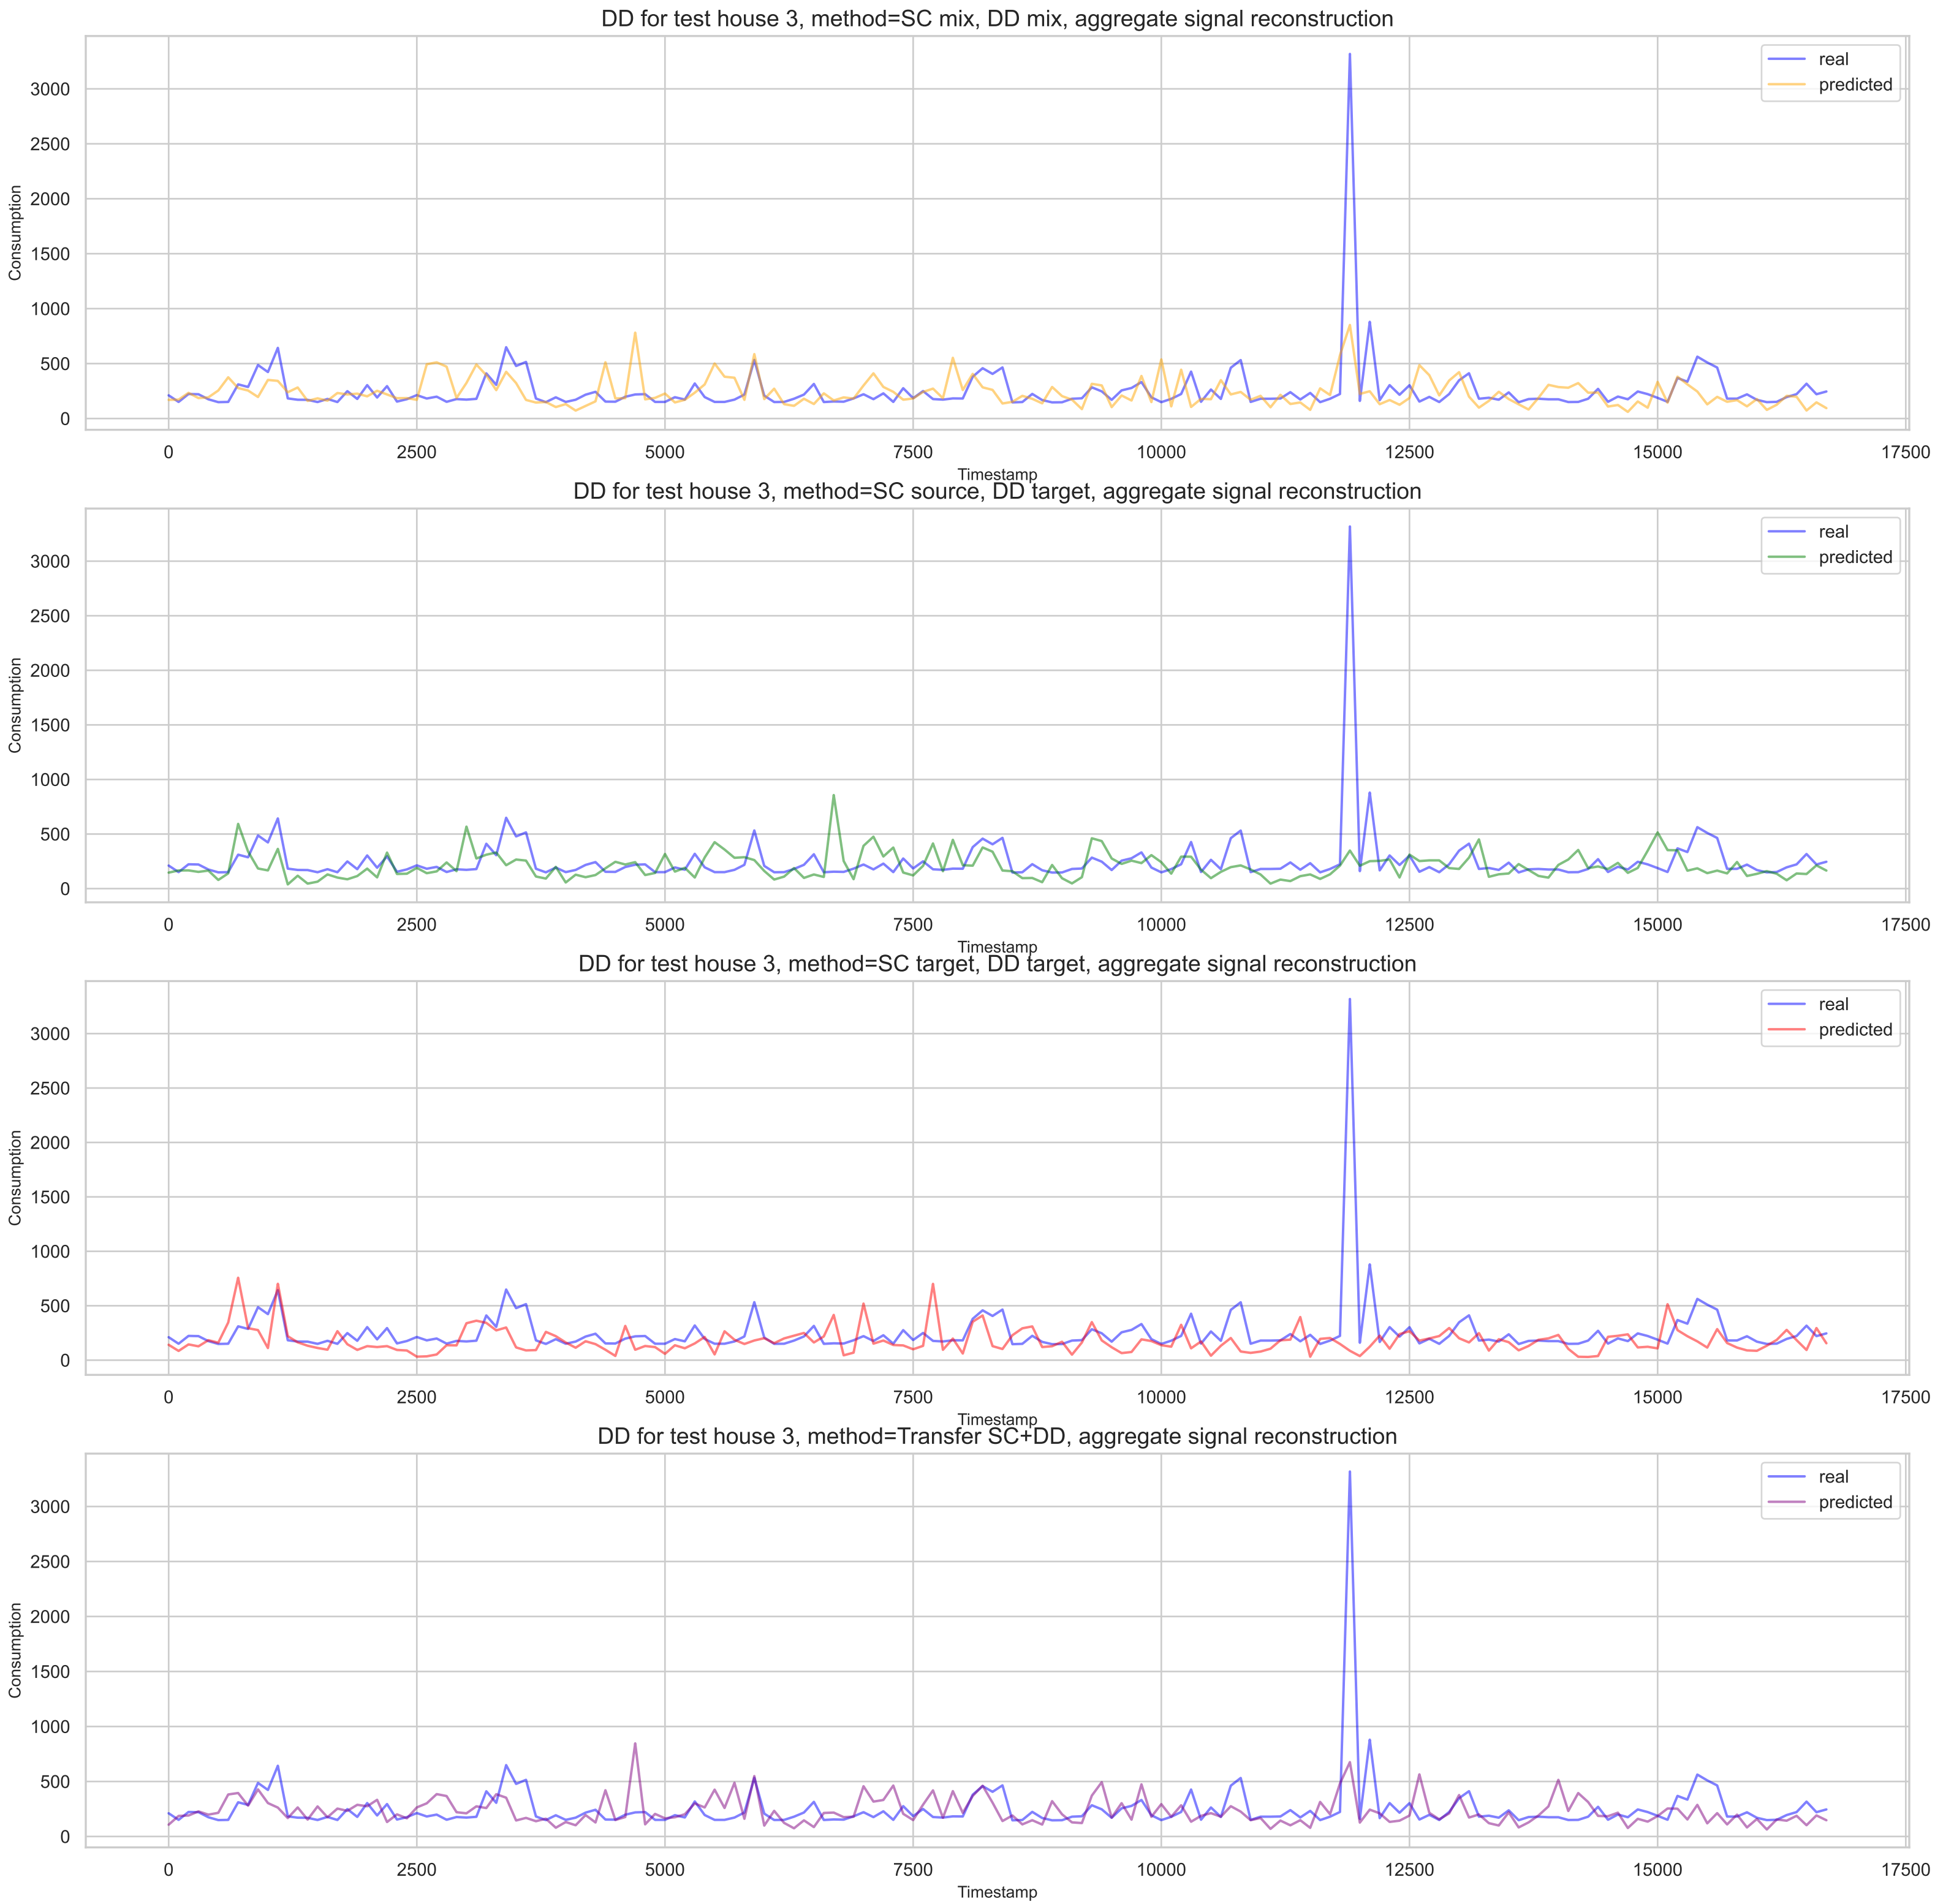 DD for test house 3, method=SC mix, DD mix, aggregate signal reconstruction
real
predicted
3000
2500
2000
1500
1000
500
0
Consumption
0 2500 5000 7500 10000 12500 15000 17500
Timestamp
DD for test house 3, method=SC source, DD target, aggregate signal reconstruction
real
predicted
3000
2500
2000
1500
1000
500
0
Consumption
0 2500 5000 7500 10000 12500 15000 17500
Timestamp
DD for test house 3, method=SC target, DD target, aggregate signal reconstruction
real
predicted
3000
2500
2000
1500
1000
500
0
Consumption
0 2500 5000 7500 10000 12500 15000 17500
Timestamp
DD for test house 3, method=Transfer SC+DD, aggregate signal reconstruction
real
predicted
3000
2500
2000
1500
1000
500
0
Consumption
0 2500 5000 7500 10000 12500 15000 17500
Timestamp